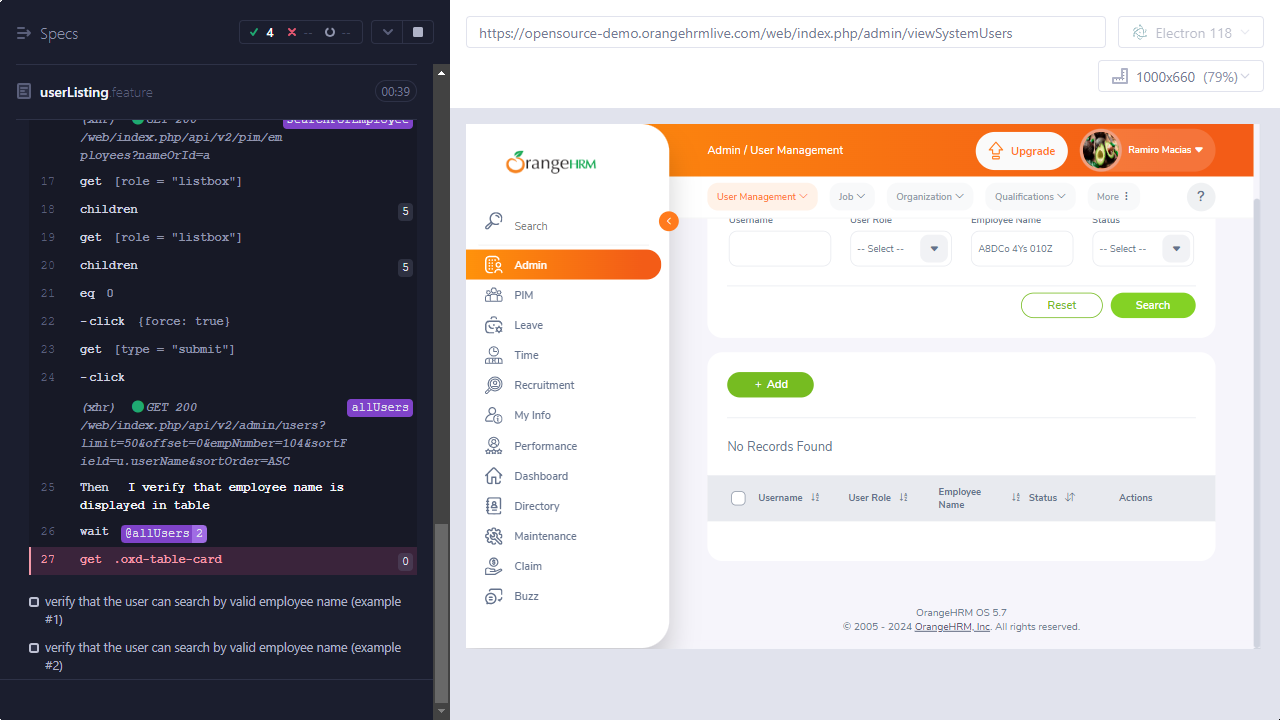 Specs
4
--
--
userListing.feature
00:39
(xhr) GET 200
searchForEmployee
/web/index.php/api/v2/pim/em
ployees?nameOrId=a
17 get [role = "listbox"]
18 children 5
19 get [role = "listbox"]
20 children 5
21 eq 0
22 -click {force: true}
23 get [type = "submit"]
24 -click
(xhr) GET 200 allUsers
/web/index.php/api/v2/admin/users?
limit=50&offset=0&empNumber=104&sortF
ield=u.userName&sortOrder=ASC
25 Then I verify that employee name is
displayed in table
26 wait @allUsers 2
27 get .oxd-table-card 0
verify that the user can search by valid employee name (example
#1)
verify that the user can search by valid employee name (example
#2)
https://opensource-demo.orangehrmlive.com/web/index.php/admin/viewSystemUsers
Electron 118
1000x660 (79%)
OrangeHRM
Search
Admin
PIM
Leave
Time
Recruitment
My Info
Performance
Dashboard
Directory
Maintenance
Claim
Buzz
Admin / User Management
Upgrade
Ramiro Macias
User Management
Job
Organization
Qualifications
More
?
Username
User Role
Employee Name
Status
-- Select --
A8DCo 4Ys 010Z
-- Select --
Reset
Search
+ Add
No Records Found
Username
User Role
Employee
Name
Status
Actions
OrangeHRM OS 5.7
© 2005 - 2024 OrangeHRM, Inc. All rights reserved.